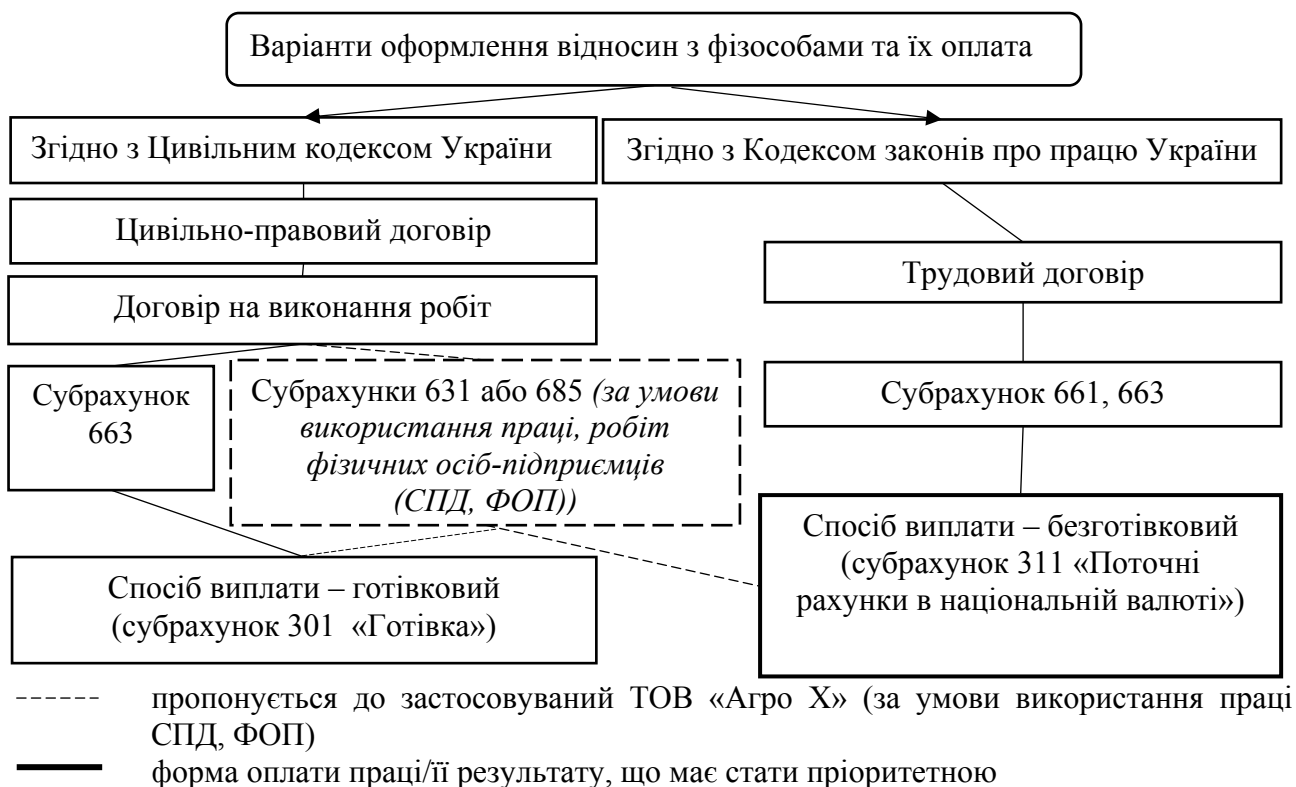 Варіанти оформлення відносин з фізособами та їх оплата
Згідно з Цивільним кодексом України
Згідно з Кодексом законів про працю України
Цивільно-правовий договір
Трудовий договір
Договір на виконання робіт
Субрахунок
663
Субрахунки 631 або 685 (за умови
використання праці, робіт
фізичних осіб-підприємців
(СПД, ФОП))
Субрахунок 661, 663
Спосіб виплати – готівковий
(субрахунок 301 «Готівка»)
Спосіб виплати – безготівковий
(субрахунок 311 «Поточні
рахунки в національній валюті»)
пропонується до застосовуваний ТОВ «Агро Х» (за умови використання праці
СПД, ФОП)
форма оплати праці/її результату, що має стати пріоритетною